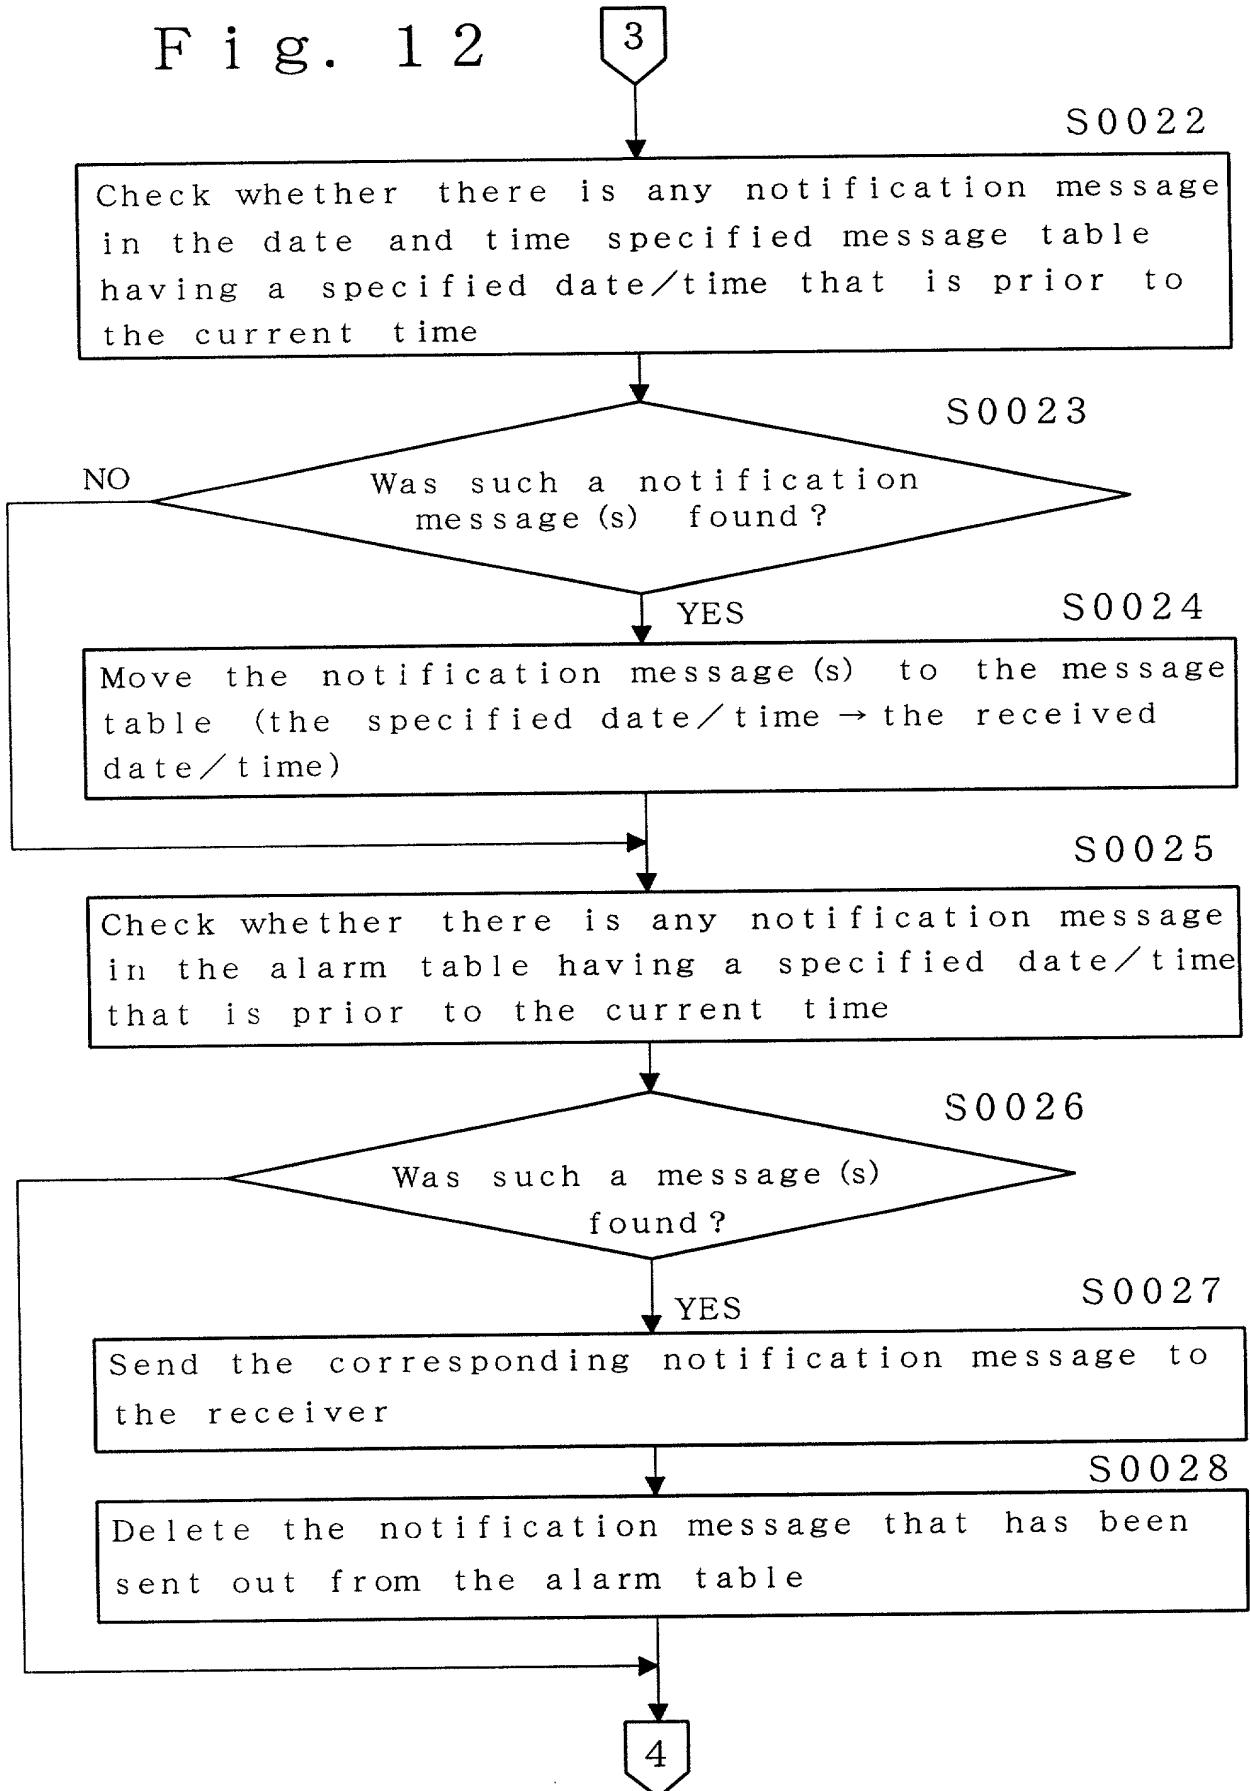 Fig. 12
3
S0022
Check whether there is any notification message
in the date and time specified message table
having a specified date/time that is prior to
the current time
S0023
NO
Was such a notification
message(s) found?
YES
S0024
Move the notification message(s) to the message
table (the specified date/time → the received
date/time)
S0025
Check whether there is any notification message
in the alarm table having a specified date/time
that is prior to the current time
S0026
Was such a message(s)
found?
YES
S0027
Send the corresponding notification message to
the receiver
S0028
Delete the notification message that has been
sent out from the alarm table
4